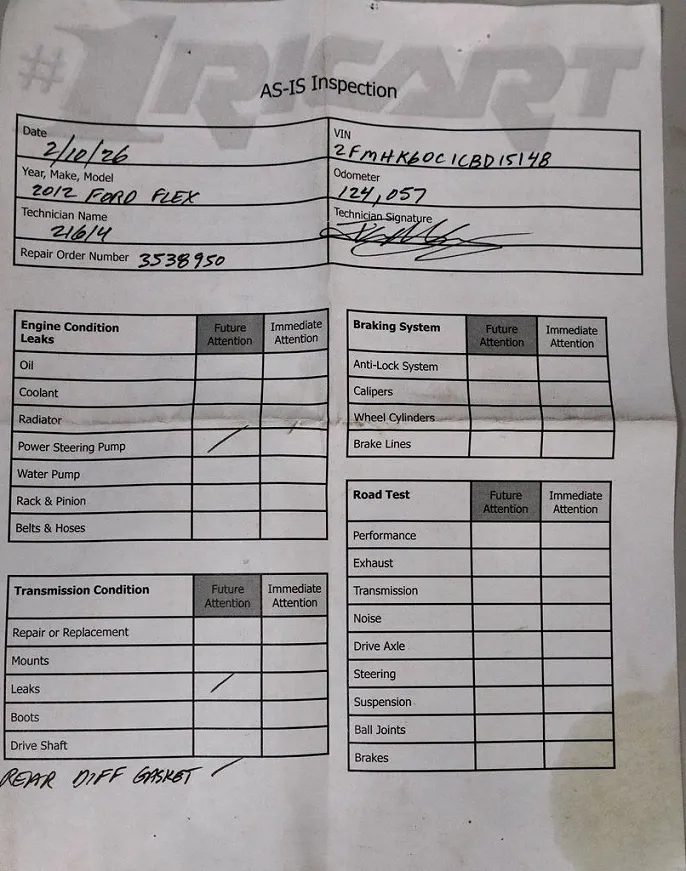 #1 RICART
AS-IS Inspection
Date
2/10/26
VIN
2FMHK6OC1CBD15148
Year, Make, Model
2012 FORD FLEX
Odometer
124,057
Technician Name
21614
Technician Signature
Repair Order Number 3538950
Engine Condition Leaks Future Attention Immediate Attention
Oil
Coolant
Radiator
Power Steering Pump /
Water Pump
Rack & Pinion
Belts & Hoses
Braking System Future Attention Immediate Attention
Anti-Lock System
Calipers
Wheel Cylinders
Brake Lines
Transmission Condition Future Attention Immediate Attention
Repair or Replacement
Mounts
Leaks /
Boots
Drive Shaft
REAR DIFF GASKET /
Road Test Future Attention Immediate Attention
Performance
Exhaust
Transmission
Noise
Drive Axle
Steering
Suspension
Ball Joints
Brakes